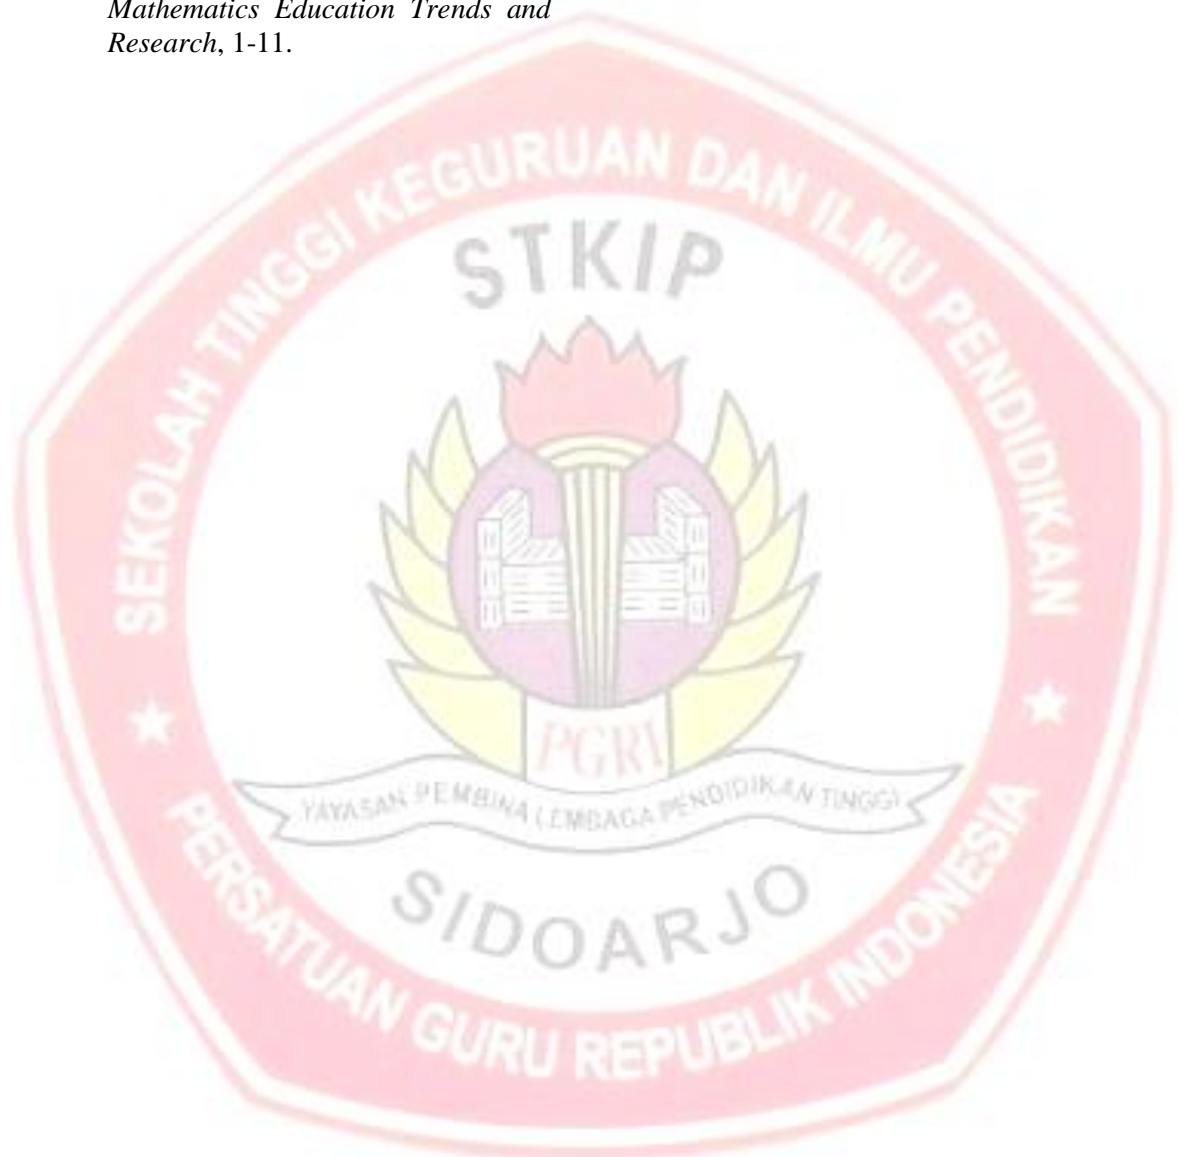 Mathematics Education Trends and
Research, 1-11.
SEKOLAH TINGGI KEGURUAN DAN ILMU PENDIDIKAN
STKIP
PGRI
YAYASAN PEMBINA LEMBAGA PENDIDIKAN TINGGI
SIDOARJO
PERSATUAN GURU REPUBLIK INDONESIA